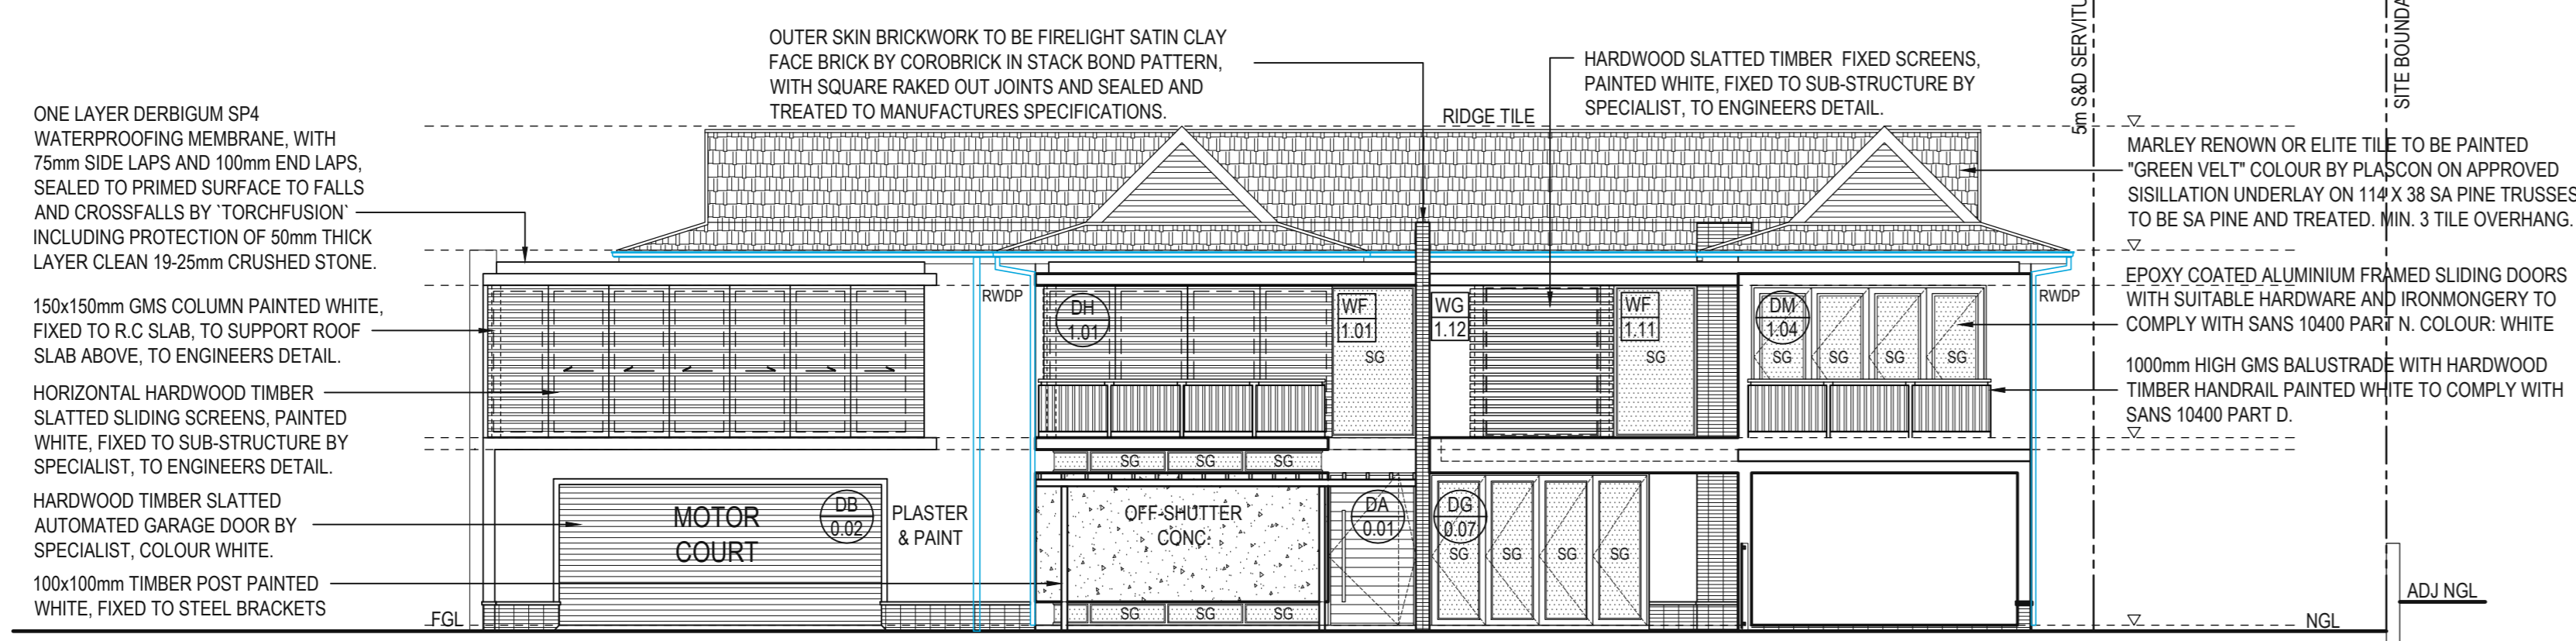 OUTER SKIN BRICKWORK TO BE FIRELIGHT SATIN CLAY
FACE BRICK BY COROBRICK IN STACK BOND PATTERN,
WITH SQUARE RAKED OUT JOINTS AND SEALED AND
TREATED TO MANUFACTURES SPECIFICATIONS.
HARDWOOD SLATTED TIMBER FIXED SCREENS,
PAINTED WHITE, FIXED TO SUB-STRUCTURE BY
SPECIALIST, TO ENGINEERS DETAIL.
RIDGE TILE
5m S&D
ONE LAYER DERBIGUM SP4
WATERPROOFING MEMBRANE, WITH
75mm SIDE LAPS AND 100mm END LAPS,
SEALED TO PRIMED SURFACE TO FALLS
AND CROSSFALLS BY `TORCHFUSION`
INCLUDING PROTECTION OF 50mm THICK
LAYER CLEAN 19-25mm CRUSHED STONE.
150x150mm GMS COLUMN PAINTED WHITE,
FIXED TO R.C SLAB, TO SUPPORT ROOF
SLAB ABOVE, TO ENGINEERS DETAIL.
HORIZONTAL HARDWOOD TIMBER
SLATTED SLIDING SCREENS, PAINTED
WHITE, FIXED TO SUB-STRUCTURE BY
SPECIALIST, TO ENGINEERS DETAIL.
HARDWOOD TIMBER SLATTED
AUTOMATED GARAGE DOOR BY
SPECIALIST, COLOUR WHITE.
100x100mm TIMBER POST PAINTED
WHITE, FIXED TO STEEL BRACKETS
FGL
MOTOR
COURT
DB
0.02
PLASTER
& PAINT
RWDP
DH
1.01
WF
1.01
SG
WG
1.12
WF
1.11
SG
DM
1.04
SG SG SG SG
RWDP
SG SG SG
OFF-SHUTTER
CONC.
DA
0.01
DG
0.07
SG SG SG SG
SG SG SG
SITE
MARLEY RENOWN OR ELITE TILE TO BE PAINTED
"GREEN VELT" COLOUR BY PLASCON ON APPROVED
SISILLATION UNDERLAY ON 114 X 38 SA PINE TRUSSES
TO BE SA PINE AND TREATED. MIN. 3 TILE OVERHANG.
EPOXY COATED ALUMINIUM FRAMED SLIDING DOORS
WITH SUITABLE HARDWARE AND IRONMONGERY TO
COMPLY WITH SANS 10400 PART N. COLOUR: WHITE
1000mm HIGH GMS BALUSTRADE WITH HARDWOOD
TIMBER HANDRAIL PAINTED WHITE TO COMPLY WITH
SANS 10400 PART D.
ADJ NGL
NGL